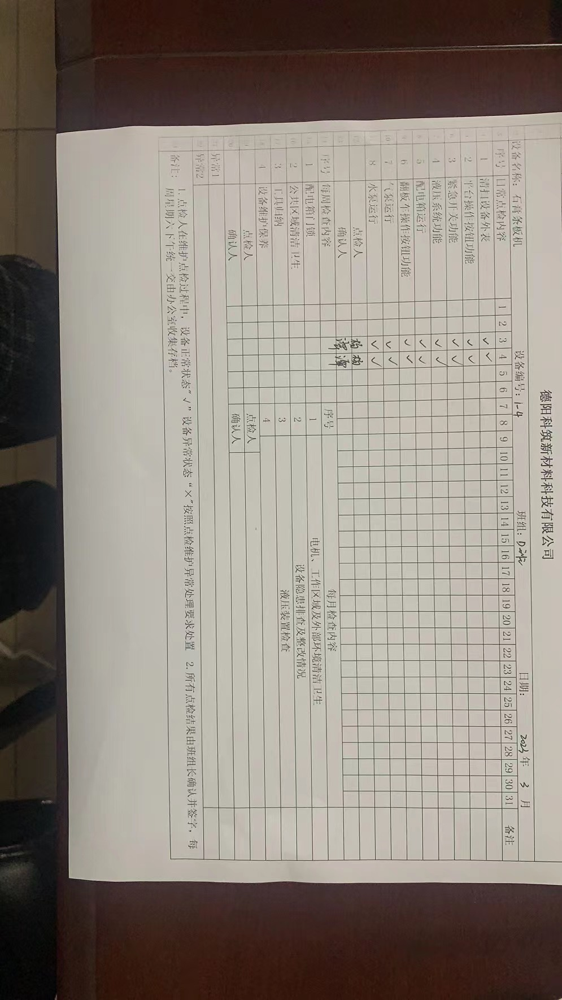 德阳科筑新材料科技有限公司
设备名称：石膏条板机 设备编号：1-4 班组：D 日期： 2023年 3 月
序号 日常点检内容 1 2 3 4 5 6 7 8 9 10 11 12 13 14 15 16 17 18 19 20 21 22 23 24 25 26 27 28 29 30 31 备注
1 清扫设备外表 ✓ ✓
2 平台操作按钮功能 ✓ ✓
3 紧急开关功能 ✓ ✓
4 液压系统功能 ✓ ✓
5 配电箱运行 ✓ ✓
6 翻板车操作按钮功能 ✓ ✓
7 气泵运行 ✓ ✓
8 水泵运行 ✓ ✓
点检人
确认人
序号 每周检查内容 序号 每月检查内容
1 配电箱门锁 1 电机、工作区域及外部环境清洁卫生
2 公共区域清洁卫生 2 设备隐患排查及整改情况
3 工具归纳 3 液压装置检查
4 设备维护保养 4
点检人 点检人
确认人 确认人
异常1
异常2
备注： 1.点检人在维护点检过程中，设备正常状态"√"设备异常状态“×"按照点检维护异常处理要求处置 2.所有点检结果由班组长确认并签字，每
周星期六下午统一交由办公室收集存档。